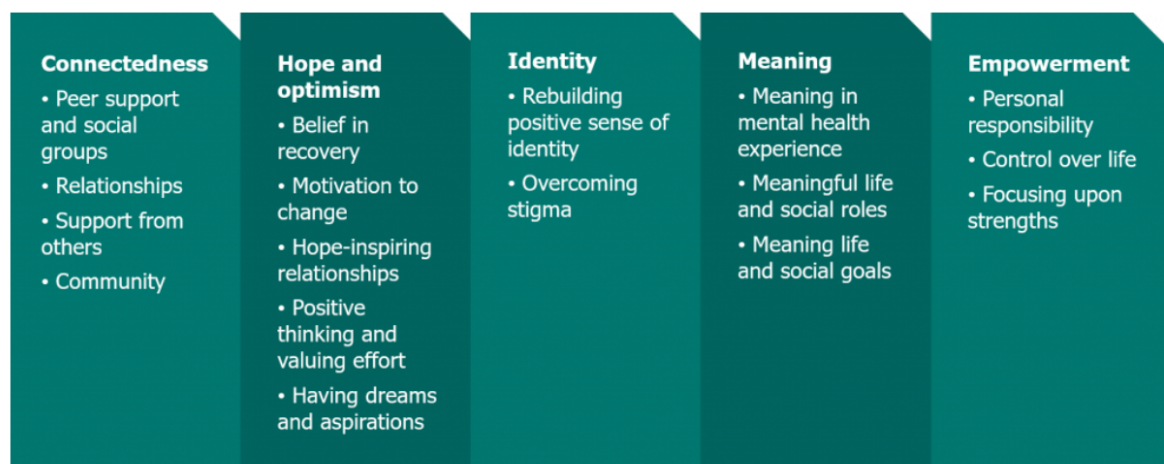 Connectedness
• Peer support
and social
groups
• Relationships
• Support from
others
• Community
Hope and
optimism
• Belief in
recovery
• Motivation to
change
• Hope-inspiring
relationships
• Positive
thinking and
valuing effort
• Having dreams
and aspirations
Identity
• Rebuilding
positive sense of
identity
• Overcoming
stigma
Meaning
• Meaning in
mental health
experience
• Meaningful life
and social roles
• Meaning life
and social goals
Empowerment
• Personal
responsibility
• Control over life
• Focusing upon
strengths